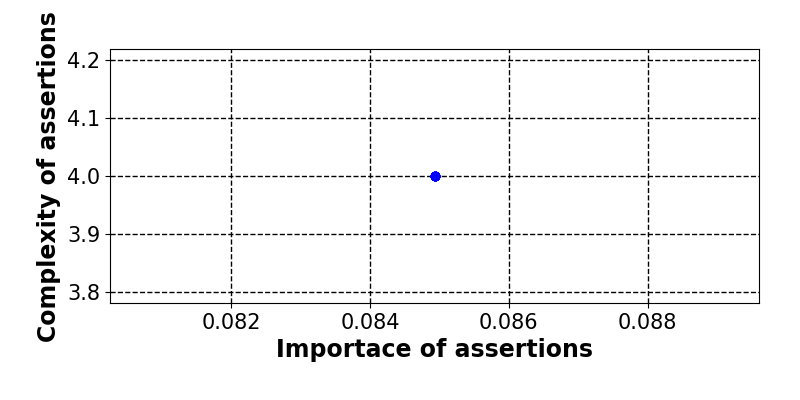 Complexity of assertions
4.2
4.1
4.0
3.9
3.8
0.082 0.084 0.086 0.088
Importace of assertions